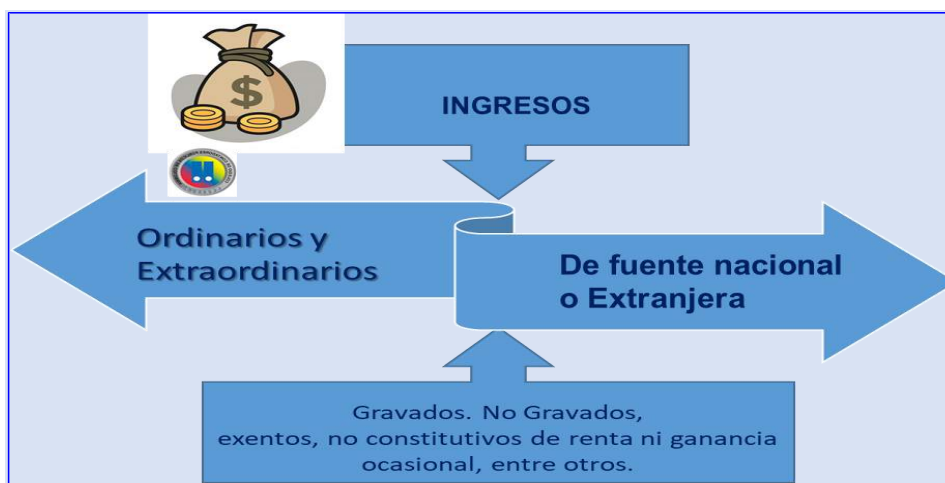 $
INGRESOS
Ordinarios y
Extraordinarios
De fuente nacional
o Extranjera
Gravados. No Gravados,
exentos, no constitutivos de renta ni ganancia
ocasional, entre otros.